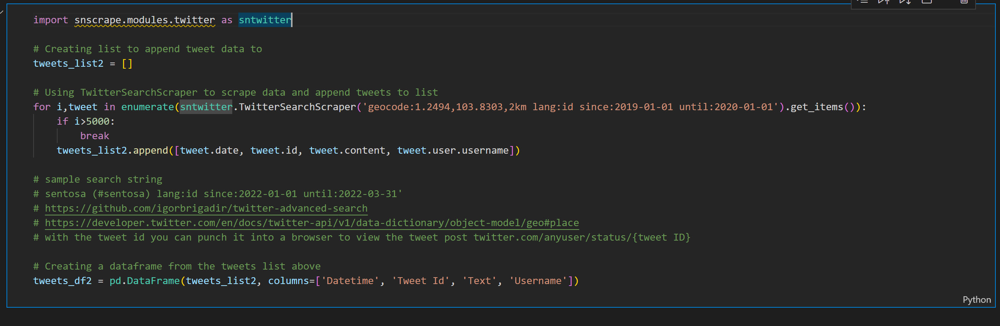 import snscrape.modules.twitter as sntwitter
# Creating list to append tweet data to
tweets_list2 = []
# Using TwitterSearchScraper to scrape data and append tweets to list
for i,tweet in enumerate(sntwitter.TwitterSearchScraper('geocode:1.2494,103.8303,2km lang:id since:2019-01-01 until:2020-01-01').get_items()):
    if i>5000:
        break
    tweets_list2.append([tweet.date, tweet.id, tweet.content, tweet.user.username])
# sample search string
# sentosa (#sentosa) lang:id since:2022-01-01 until:2022-03-31'
# https://github.com/igorbrigadir/twitter-advanced-search
# https://developer.twitter.com/en/docs/twitter-api/v1/data-dictionary/object-model/geo#place
# with the tweet id you can punch it into a browser to view the tweet post twitter.com/anyuser/status/{tweet ID}
# Creating a dataframe from the tweets list above
tweets_df2 = pd.DataFrame(tweets_list2, columns=['Datetime', 'Tweet Id', 'Text', 'Username'])
Python